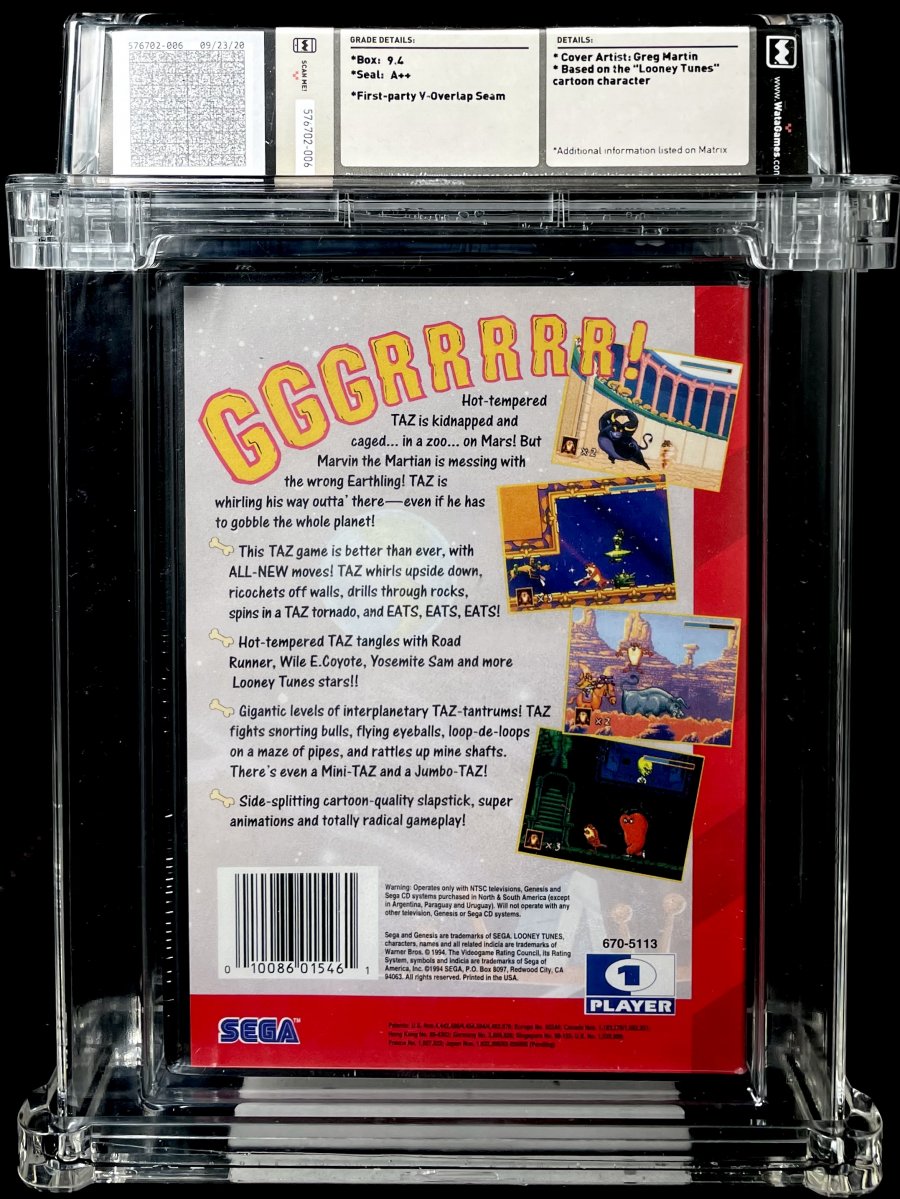 576702-006 09/23/20
SCAN ME!
576702-006
GRADE DETAILS:
*Box: 9.4
*Seal: A++
*First-party V-Overlap Seam
DETAILS:
* Cover Artist: Greg Martin
* Based on the "Looney Tunes"
cartoon character
*Additional information listed on Matrix
www.WataGames.com
GGGRRRRRR!
Hot-tempered
TAZ is kidnapped and
caged... in a zoo... on Mars! But
Marvin the Martian is messing with
the wrong Earthling! TAZ is
whirling his way outta' there—even if he has
to gobble the whole planet!
This TAZ game is better than ever, with
ALL-NEW moves! TAZ whirls upside down,
ricochets off walls, drills through rocks,
spins in a TAZ tornado, and EATS, EATS, EATS!
Hot-tempered TAZ tangles with Road
Runner, Wile E.Coyote, Yosemite Sam and more
Looney Tunes stars!!
Gigantic levels of interplanetary TAZ-tantrums! TAZ
fights snorting bulls, flying eyeballs, loop-de-loops
on a maze of pipes, and rattles up mine shafts.
There's even a Mini-TAZ and a Jumbo-TAZ!
Side-splitting cartoon-quality slapstick, super
animations and totally radical gameplay!
x2
x3
x2
x3
0 10086 01546 1
Warning: Operates only with NTSC televisions, Genesis and
Sega CD systems purchased in North & South America (except
in Argentina, Paraguay and Uruguay). Will not operate with any
other television, Genesis or Sega CD systems.
Sega and Genesis are trademarks of SEGA. LOONEY TUNES,
characters, names and all related indicia are trademarks of
Warner Bros. © 1994. The Videogame Rating Council, its Rating
System, symbols and indicia are trademarks of Sega of
America, Inc. ©1994 SEGA, P.O. Box 8097, Redwood City, CA
94063. All rights reserved. Printed in the USA.
670-5113
1
PLAYER
SEGA™